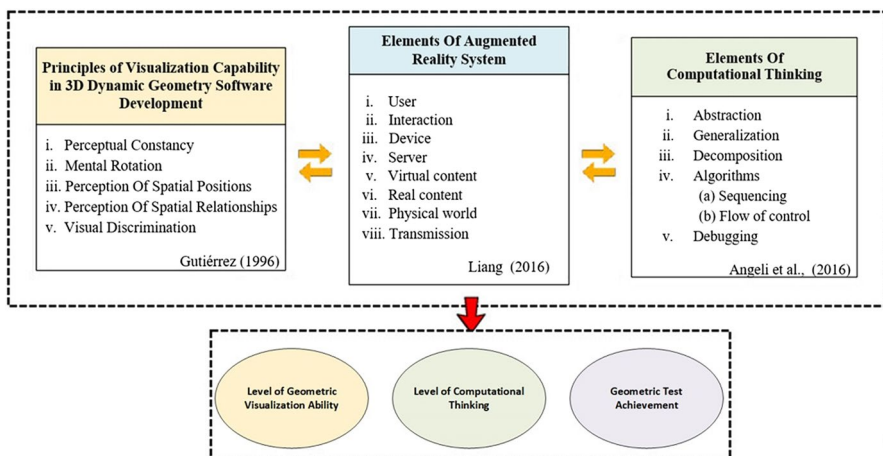 Principles of Visualization Capability
in 3D Dynamic Geometry Software
Development
i. Perceptual Constancy
ii. Mental Rotation
iii. Perception Of Spatial Positions
iv. Perception Of Spatial Relationships
v. Visual Discrimination
Gutiérrez (1996)
Elements Of Augmented
Reality System
i. User
ii. Interaction
iii. Device
iv. Server
v. Virtual content
vi. Real content
vii. Physical world
viii. Transmission
Liang (2016)
Elements Of
Computational Thinking
i. Abstraction
ii. Generalization
iii. Decomposition
iv. Algorithms
(a) Sequencing
(b) Flow of control
v. Debugging
Angeli et al., (2016)
Level of Geometric
Visualization Ability
Level of Computational
Thinking
Geometric Test
Achievement